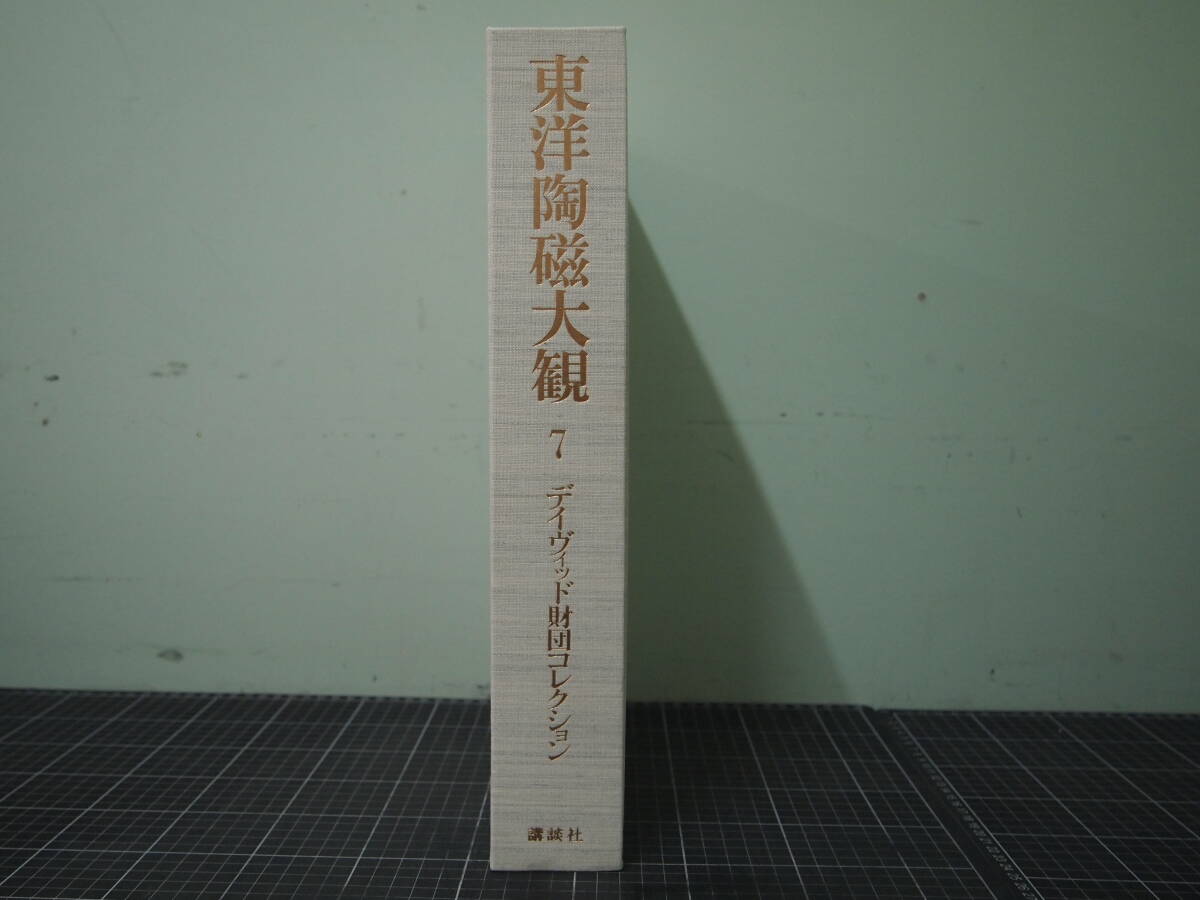 東洋陶磁大観
7
デイヴィッド財団コレクション
講談社